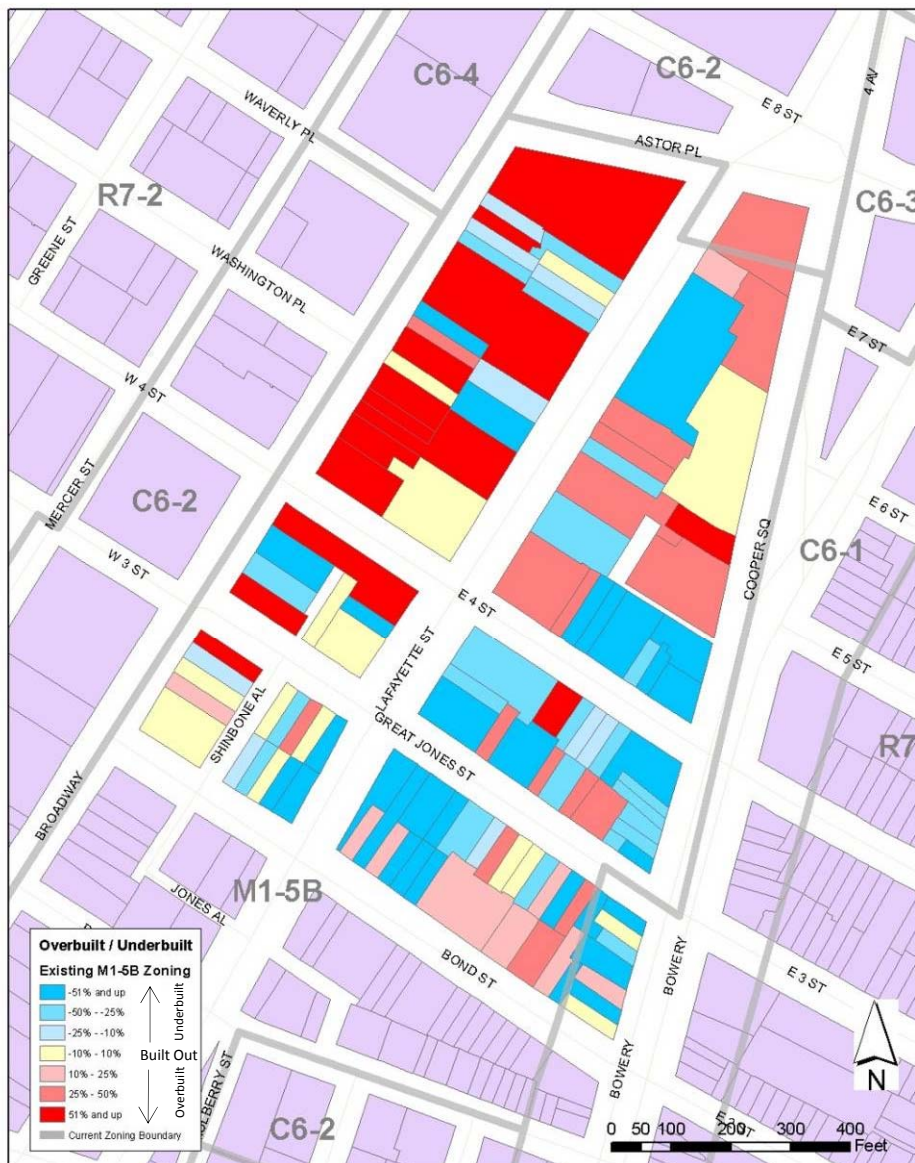 C6-4
C6-2
4 AV
E 8 ST
WAVERLY PL
ASTOR PL
R7-2
C6-3
GREENE ST
WASHINGTON PL
E 7 ST
W 4 ST
MERCER ST
C6-2
E 6 ST
W 3 ST
COOPER SQ
C6-1
E 4 ST
LAFAYETTE ST
E 5 ST
SHINBONE AL
GREAT JONES ST
R7
BROADWAY
JONES AL
M1-5B
BOND ST
BOWERY
E 3 ST
BOWERY
C6-2
Overbuilt / Underbuilt
Existing M1-5B Zoning
-51% and up
-50% - -25%
-25% - -10%
-10% - 10%
10% - 25%
25% - 50%
51% and up
Current Zoning Boundary
Underbuilt
Built Out
Overbuilt
N
0 50 100 200 300 400
Feet